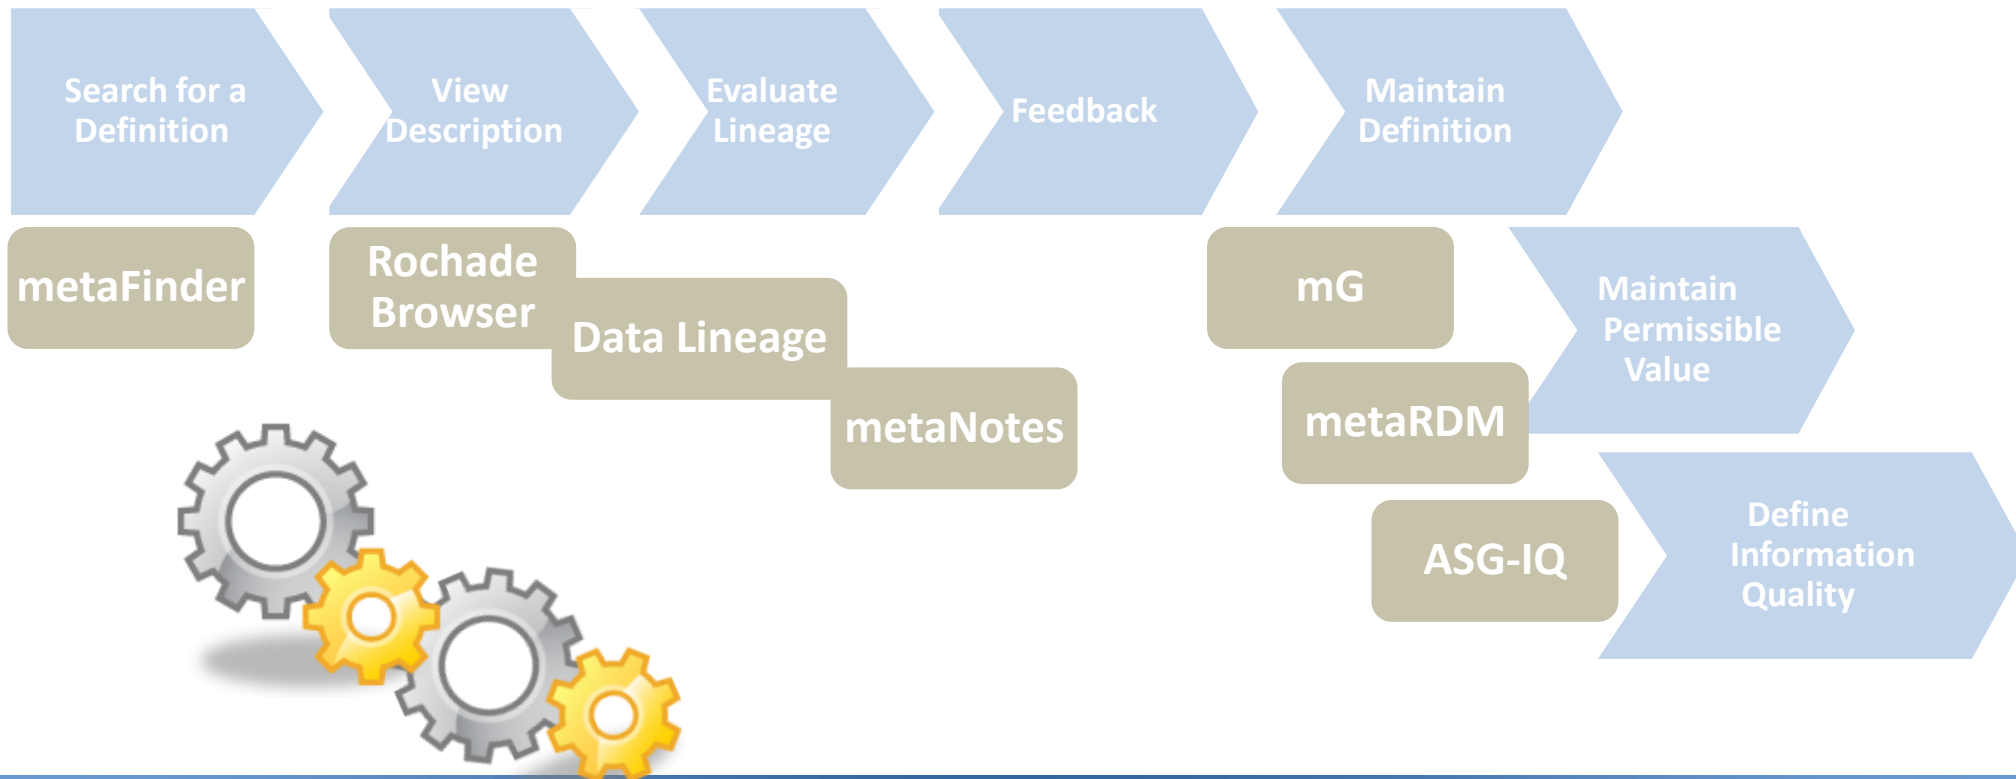 Search for a
Definition
View
Description
Evaluate
Lineage
Feedback
Maintain
Definition
metaFinder
Rochade
Browser
Data Lineage
metaNotes
mG
Maintain
Permissible
Value
metaRDM
ASG-IQ
Define
Information
Quality